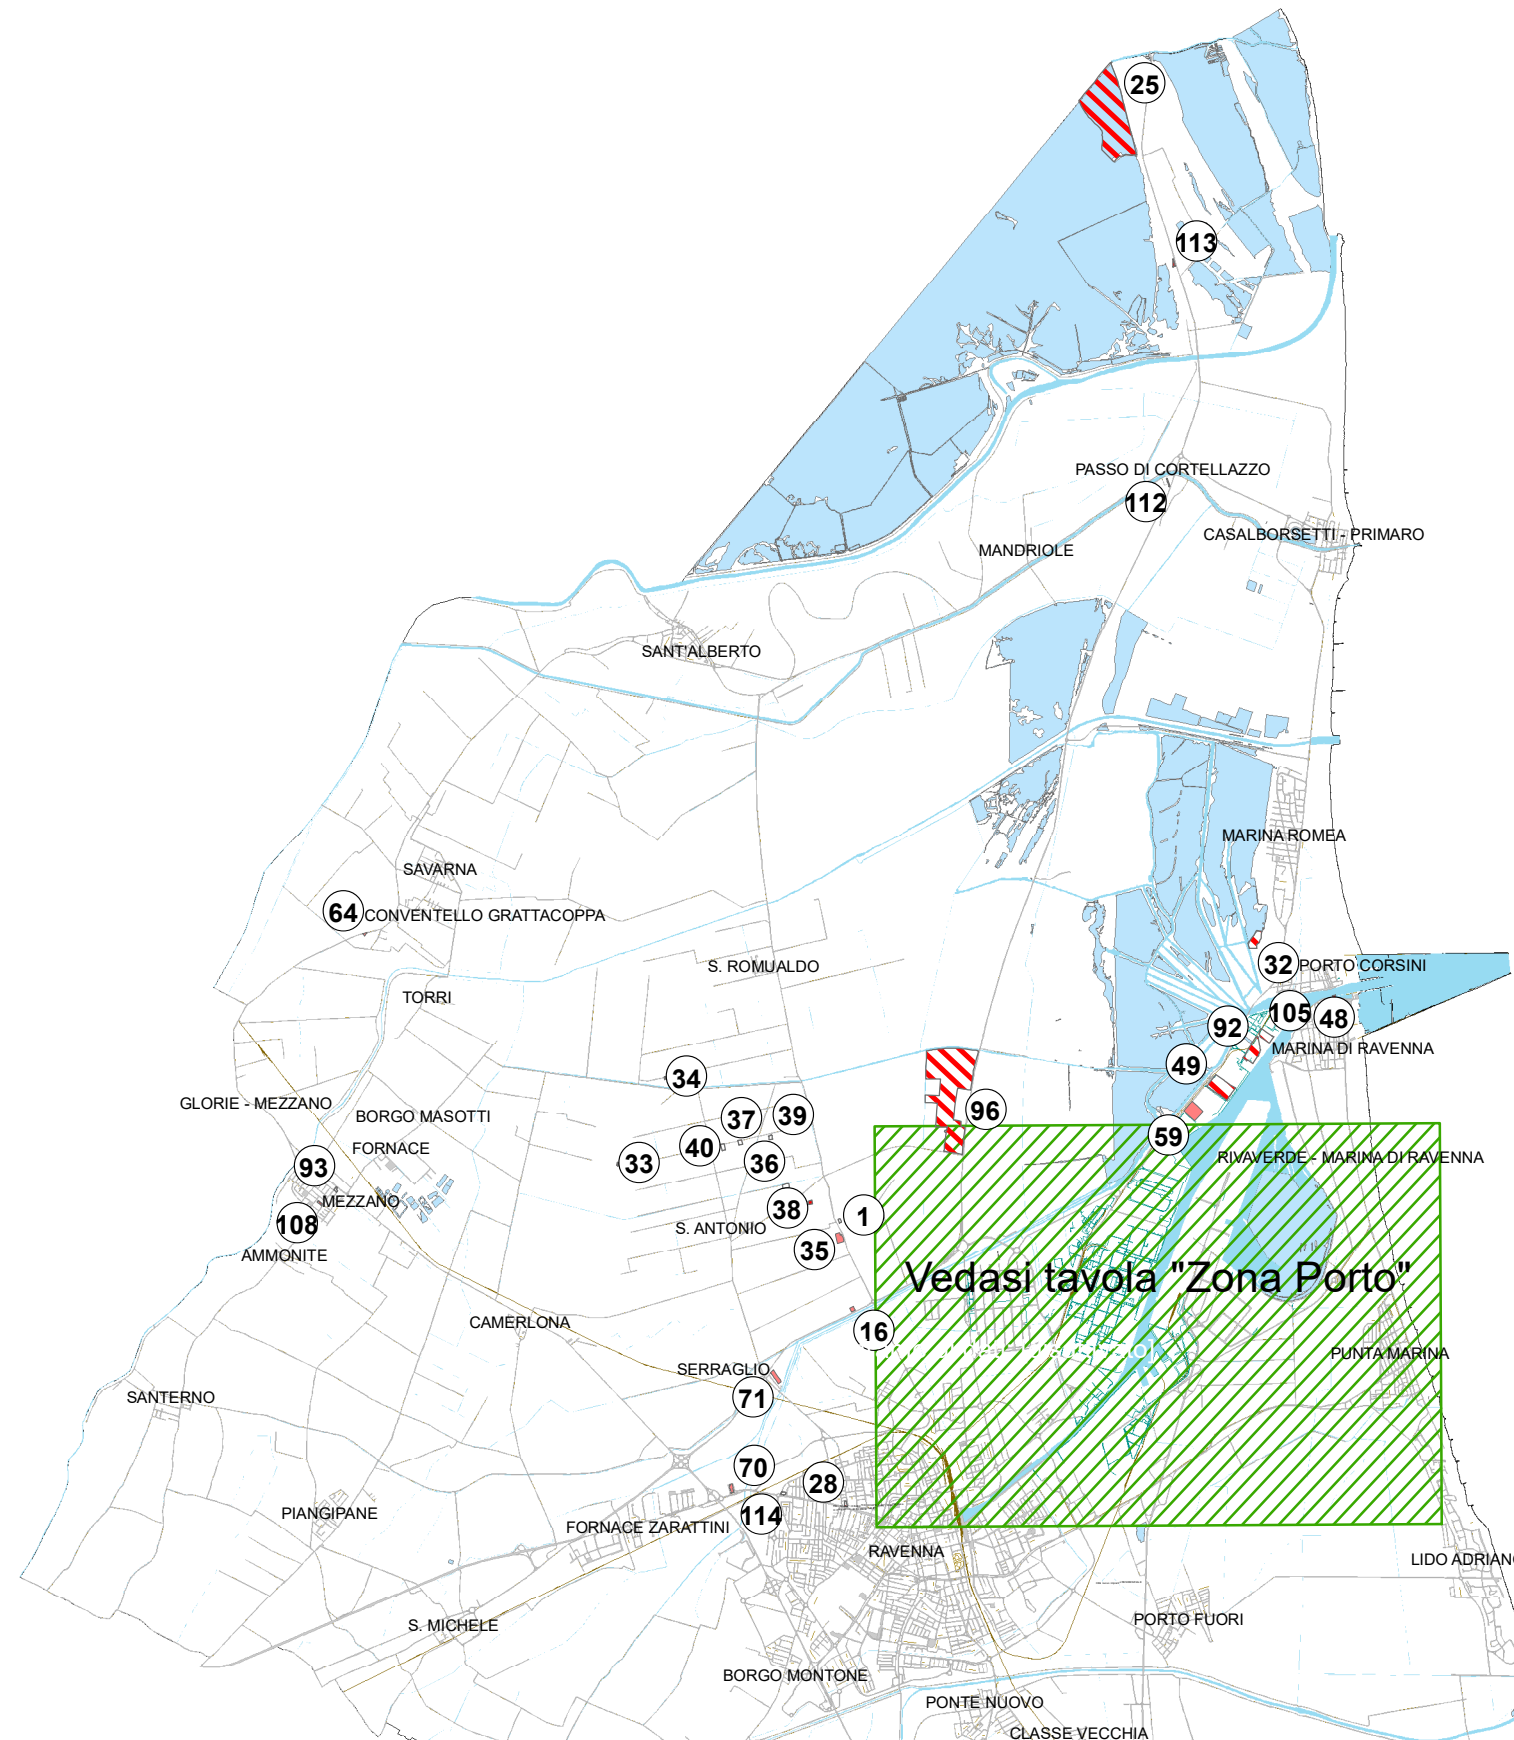 25
113
PASSO DI CORTELLAZZO
112
CASALBORSETTI - PRIMARO
MANDRIOLE
SANT'ALBERTO
MARINA ROMEA
SAVARNA
64
CONVENTELLO GRATTACOPPA
S. ROMUALDO
32
PORTO CORSINI
TORRI
105
48
92
MARINA DI RAVENNA
49
34
GLORIE - MEZZANO
BORGO MASOTTI
37
39
96
59
FORNACE
40
33
36
RIVAVERDE - MARINA DI RAVENNA
93
MEZZANO
38
1
108
S. ANTONIO
AMMONITE
35
Vedasi tavola "Zona Porto"
CAMERLONA
16
PUNTA MARINA
SERRAGLIO
71
SANTERNO
70
28
PIANGIPANE
114
FORNACE ZARATTINI
RAVENNA
LIDO ADRIANO
S. MICHELE
PORTO FUORI
BORGO MONTONE
PONTE NUOVO
CLASSE VECCHIA